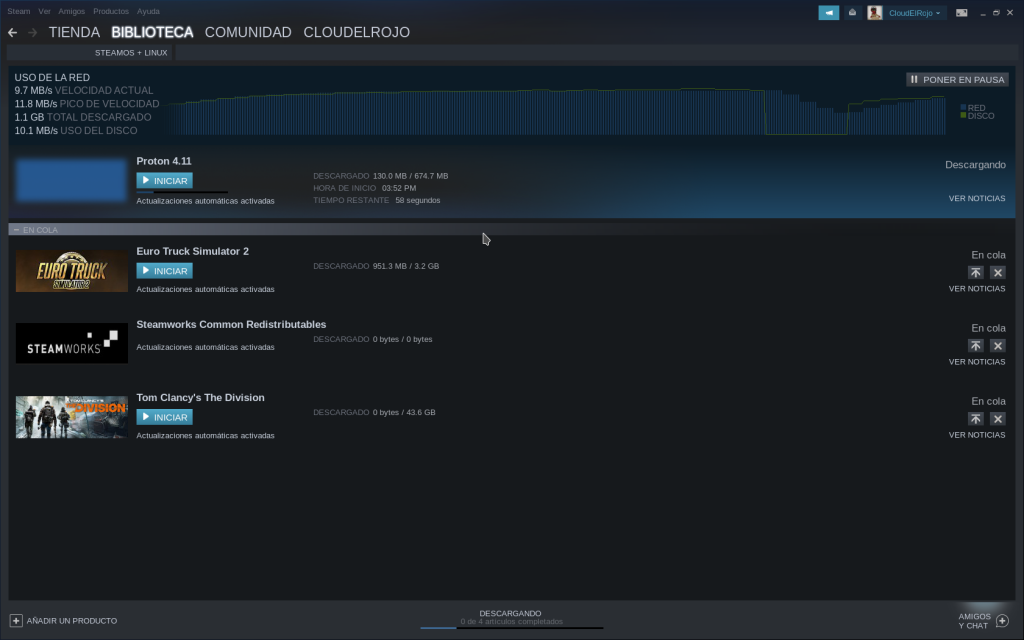 Steam Ver Amigos Productos Ayuda
CloudElRojo
TIENDA BIBLIOTECA COMUNIDAD CLOUDELROJO
STEAMOS + LINUX
USO DE LA RED
PONER EN PAUSA
9.7 MB/s VELOCIDAD ACTUAL
11.8 MB/s PICO DE VELOCIDAD
1.1 GB TOTAL DESCARGADO
10.1 MB/s USO DEL DISCO
RED
DISCO
Proton 4.11
INICIAR
Actualizaciones automáticas activadas
DESCARGADO 130.0 MB / 674.7 MB
HORA DE INICIO 03:52 PM
TIEMPO RESTANTE 58 segundos
Descargando
VER NOTICIAS
EN COLA
EURO TRUCK
SIMULATOR 2
Euro Truck Simulator 2
INICIAR
Actualizaciones automáticas activadas
DESCARGADO 951.3 MB / 3.2 GB
En cola
VER NOTICIAS
STEAMWORKS
Steamworks Common Redistributables
Actualizaciones automáticas activadas
DESCARGADO 0 bytes / 0 bytes
En cola
VER NOTICIAS
TOM CLANCY'S
THE DIVISION
Tom Clancy's The Division
INICIAR
Actualizaciones automáticas activadas
DESCARGADO 0 bytes / 43.6 GB
En cola
VER NOTICIAS
AÑADIR UN PRODUCTO
DESCARGANDO
0 de 4 artículos completados
AMIGOS
Y CHAT